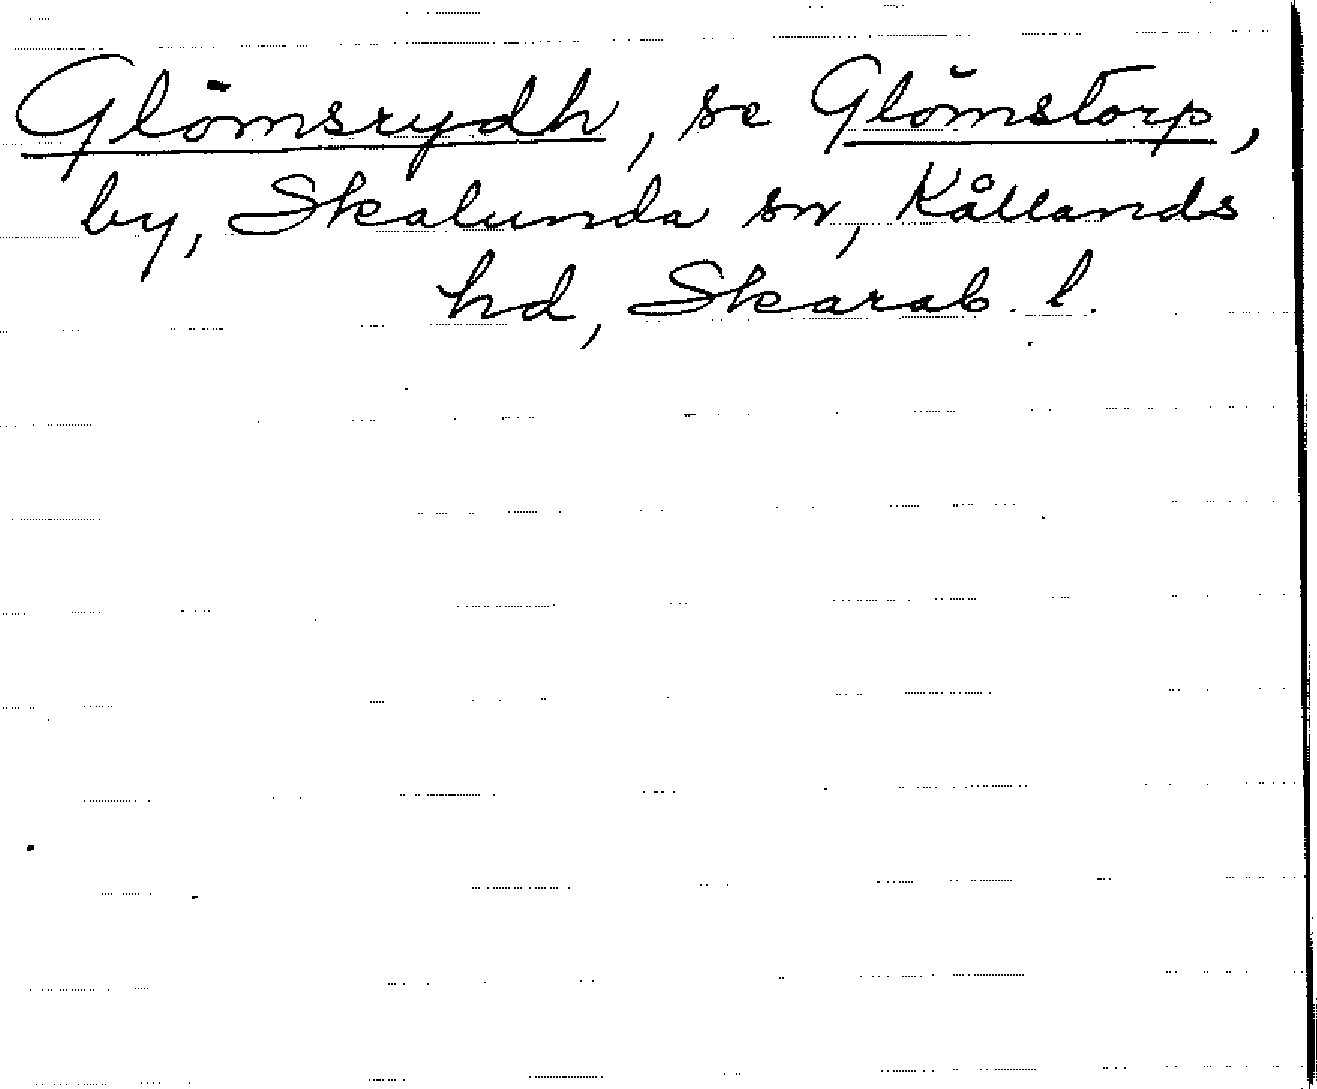 Glömsrydh, se Glömstorp,
by, Skalunda sn, Kållands
hd, Skarab. l.